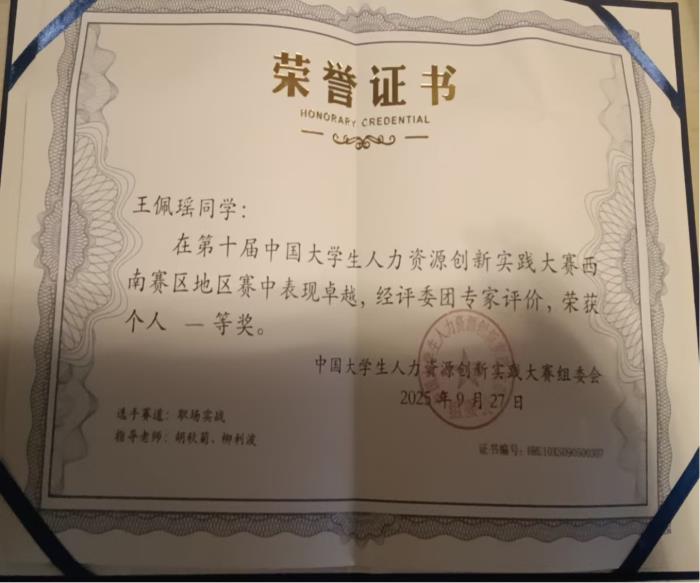 荣誉证书
HONORARY CREDENTIAL
王佩瑶同学：
在第十届中国大学生人力资源创新实践大赛西
南赛区地区赛中表现卓越，经评委团专家评价，荣获
个人 一等奖。
中国大学生人力资源创新实践大赛组委会
2025年9月27日
选手赛道：职场实战
指导老师：胡秋菊、柳利波
证书编号：